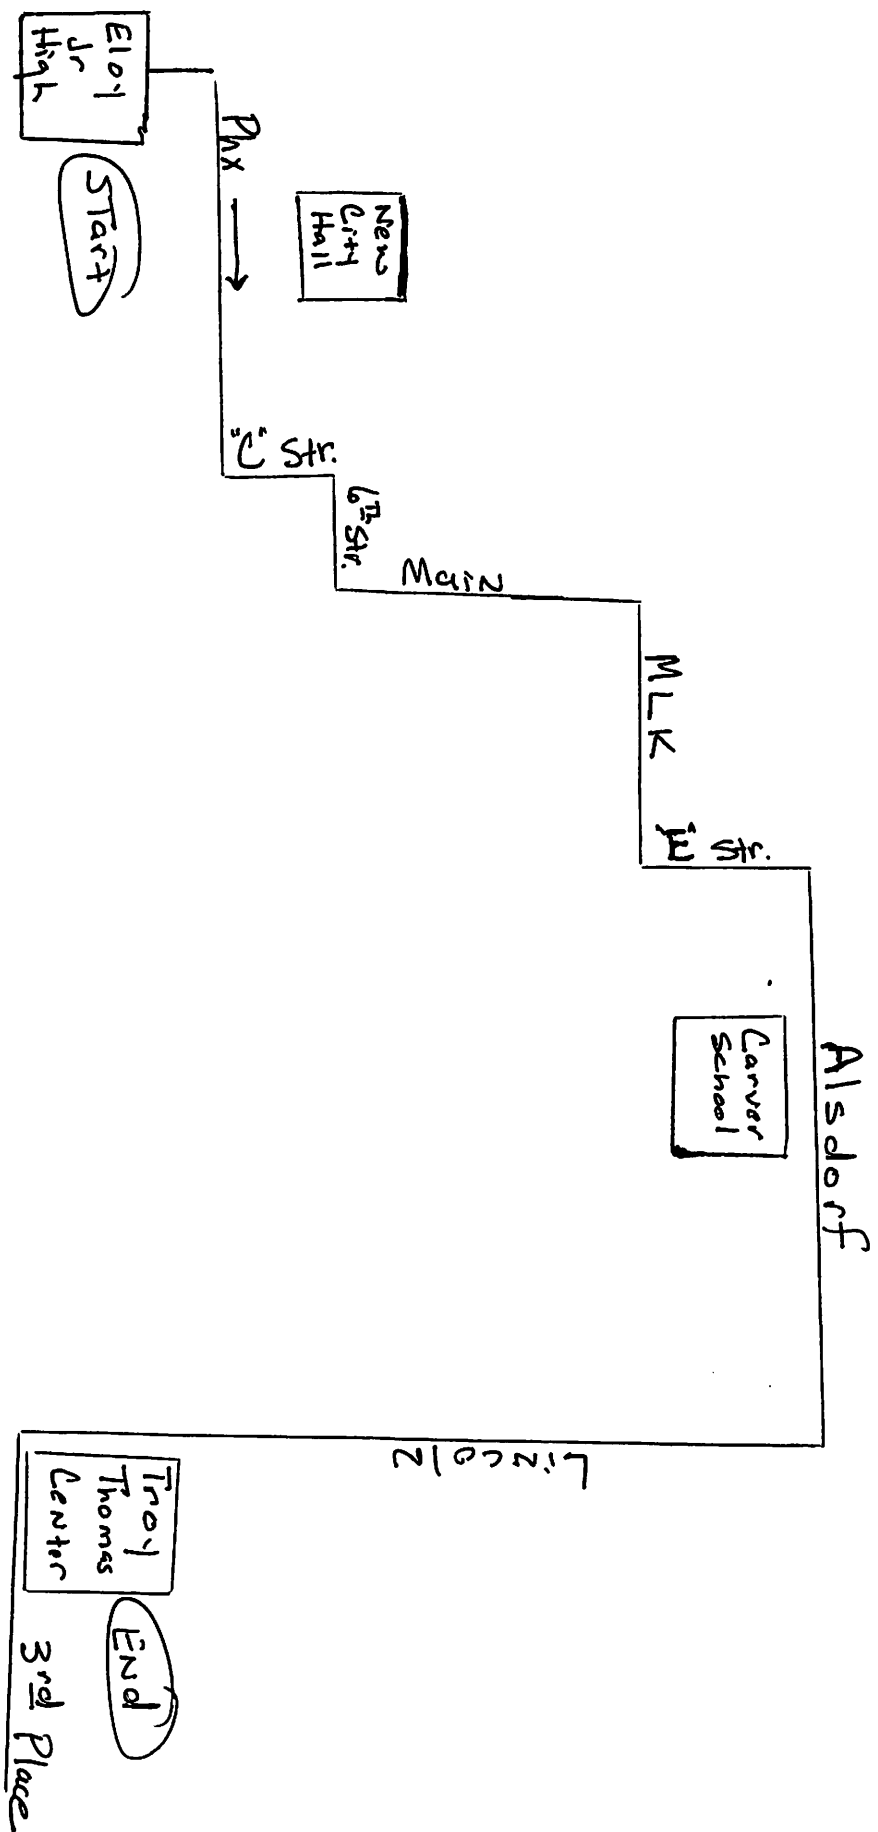 Eloy
Jr
High
Start
Phx
New
City
Hall
"C" Str.
6th Str.
Main
MLK
"E" Str.
Carver
School
Alsdorf
Lincoln
Troy
Thomas
Center
End
3rd Place